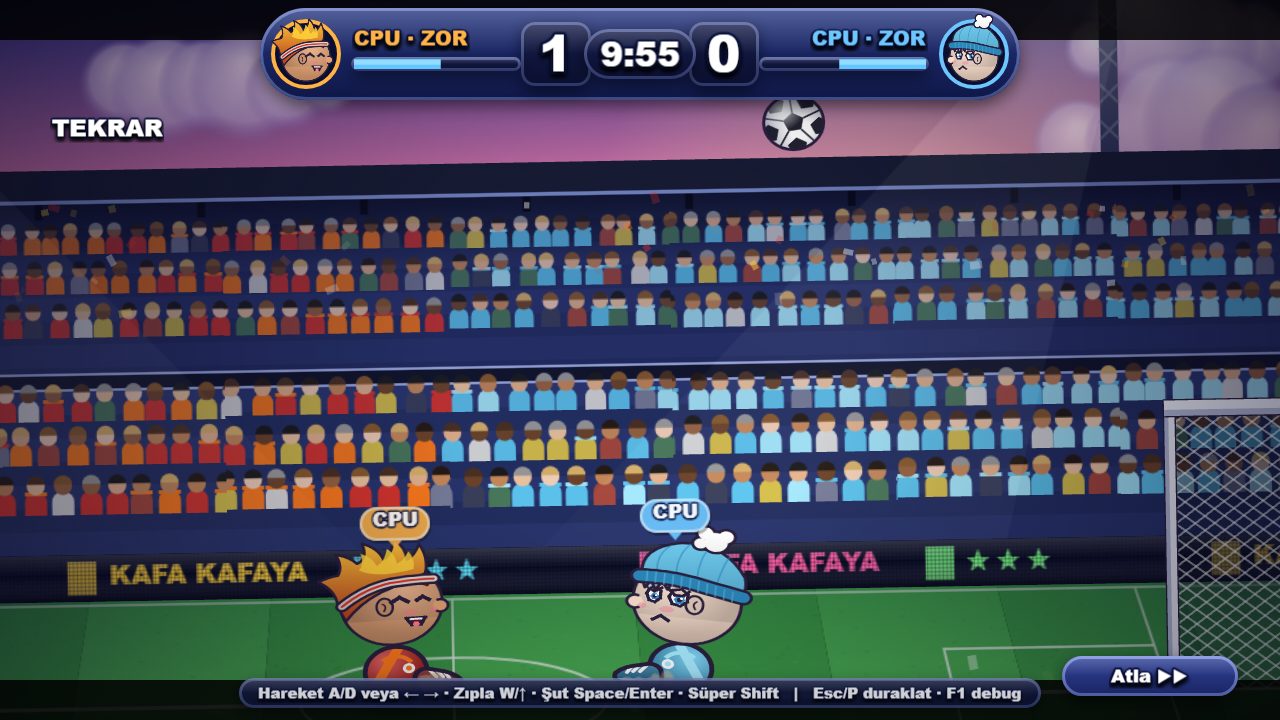 CPU · ZOR
1
9:55
0
CPU · ZOR
TEKRAR
CPU
CPU
KAFA KAFAYA
KAFAYA
Hareket A/D veya ←→ · Zıpla W/↑ · Şut Space/Enter · Süper Shift | Esc/P duraklat · F1 debug
Atla ▶▶